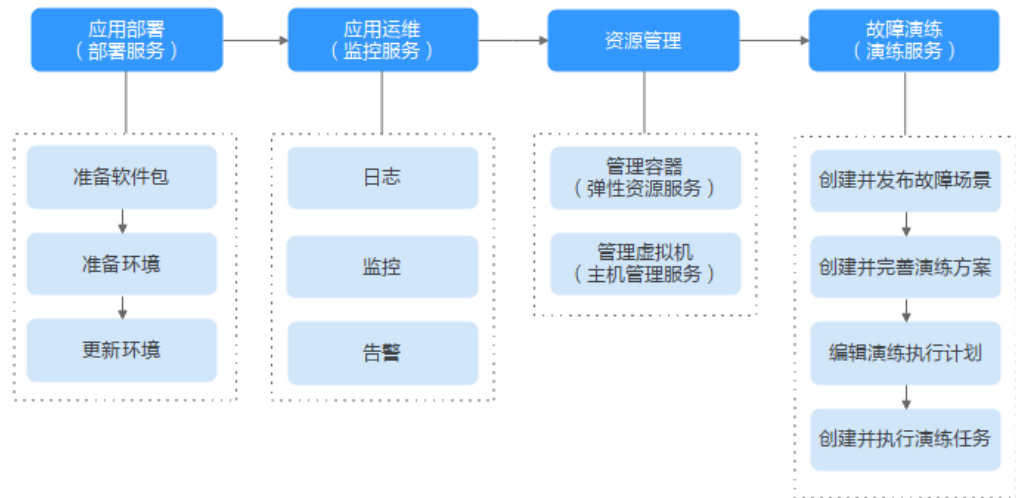 应用部署
（部署服务）
应用运维
（监控服务）
资源管理
故障演练
（演练服务）
准备软件包
准备环境
更新环境
日志
监控
告警
管理容器
（弹性资源服务）
管理虚拟机
（主机管理服务）
创建并发布故障场景
创建并完善演练方案
编辑演练执行计划
创建并执行演练任务